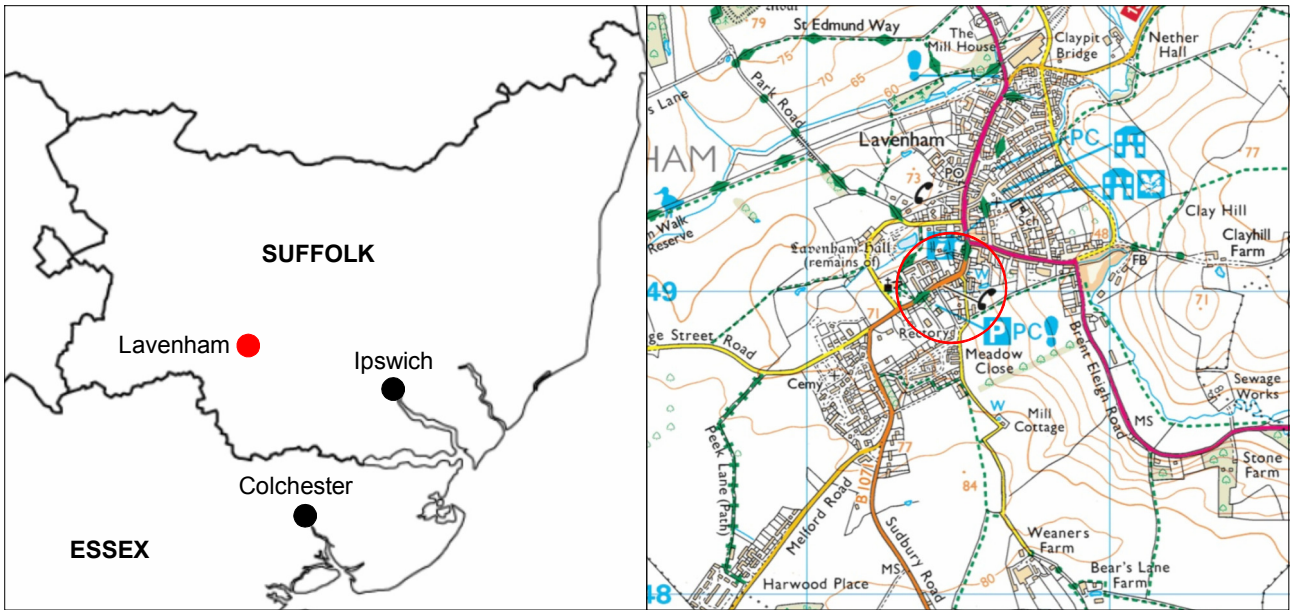 SUFFOLK
Lavenham
Ipswich
Colchester
ESSEX
79
St Edmund Way
75
70
65
60
The
Mill House
Claypit
Bridge
Nether
Hall
's Lane
Park Road
Lavenham
HAM
PC
PO
73
77
Walk
Reserve
Sch
Clay Hill
Clayhill
Farm
48
FB
Lavenham Hall
(remains of)
W
49
71
71
Rectory
P PC
ge Street Road
Meadow
Close
Brent Eleigh Road
Cemy
W
Mill
Cottage
Sewage
Works
MS
Peek Lane (Path)
77
Stone
Farm
84
Melford Road
B 1071
Sudbury Road
Weaners
Farm
MS
80
Bear's Lane
Farm
Harwood Place
48